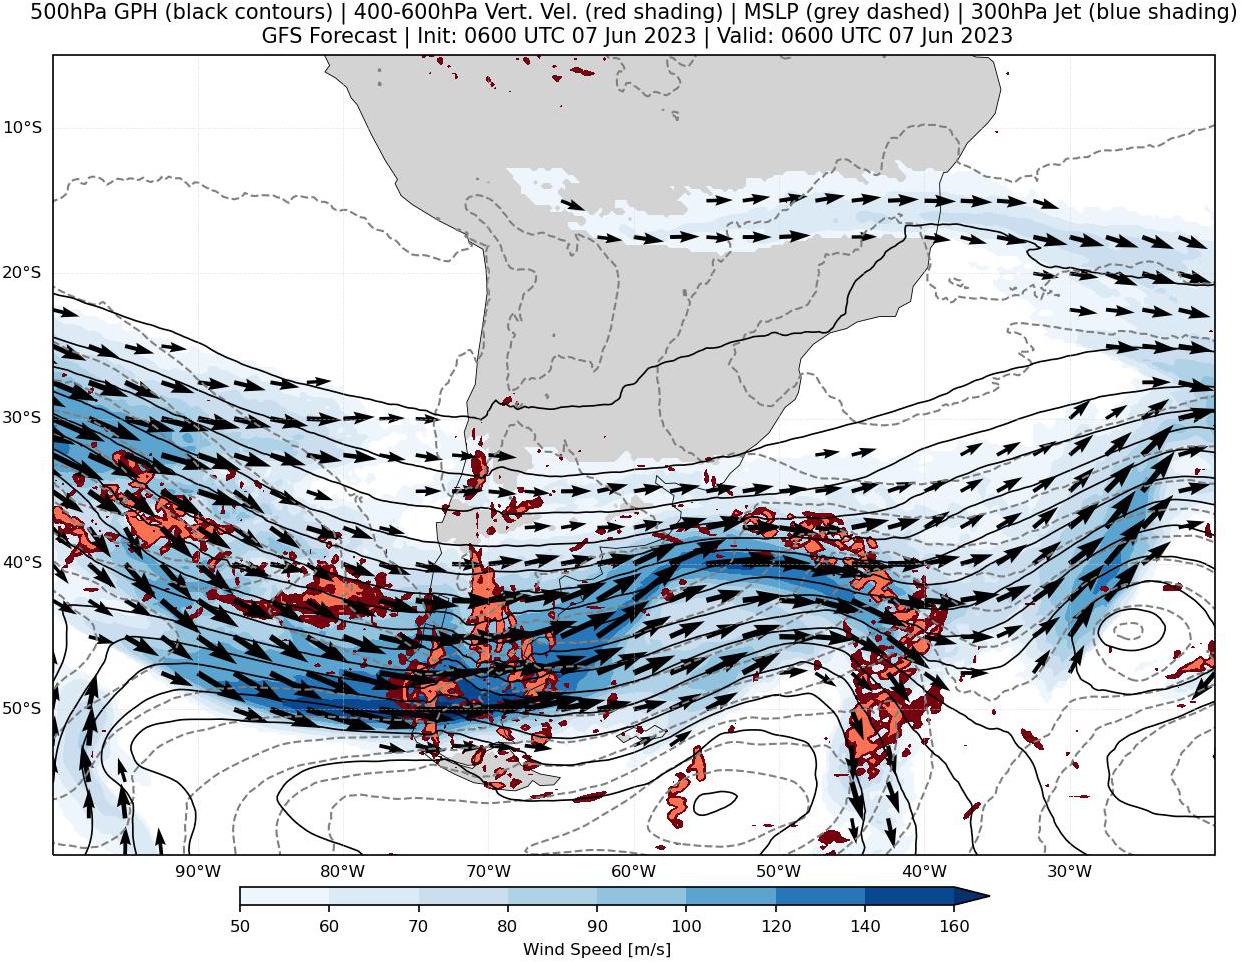 500hPa GPH (black contours) | 400-600hPa Vert. Vel. (red shading) | MSLP (grey dashed) | 300hPa Jet (blue shading)
GFS Forecast | Init: 0600 UTC 07 Jun 2023 | Valid: 0600 UTC 07 Jun 2023
10°S
20°S
30°S
40°S
50°S
90°W 80°W 70°W 60°W 50°W 40°W 30°W
50 60 70 80 90 100 120 140 160
Wind Speed [m/s]